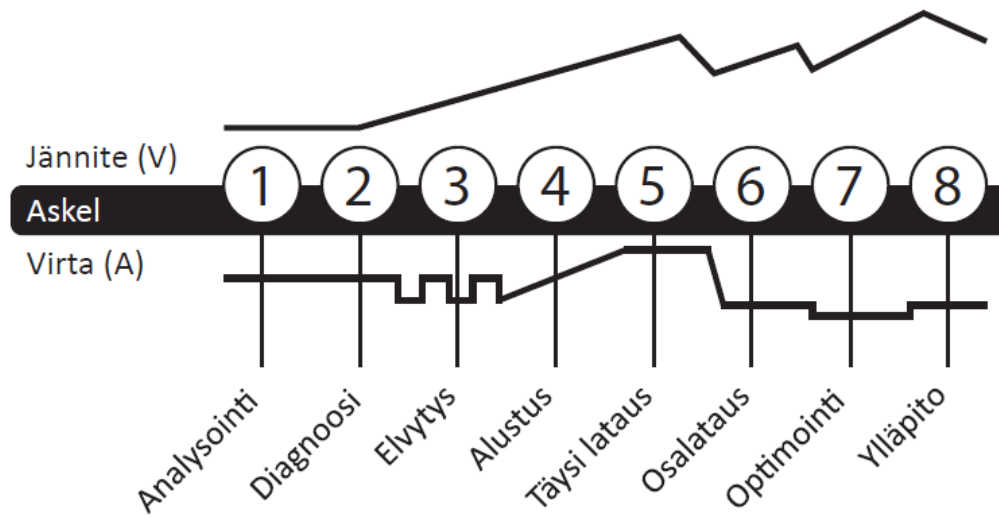 Jännite (V)
1 2 3 4 5 6 7 8
Askel
Virta (A)
Analysointi
Diagnoosi
Elvytys
Alustus
Täysi lataus
Osalataus
Optimointi
Ylläpito